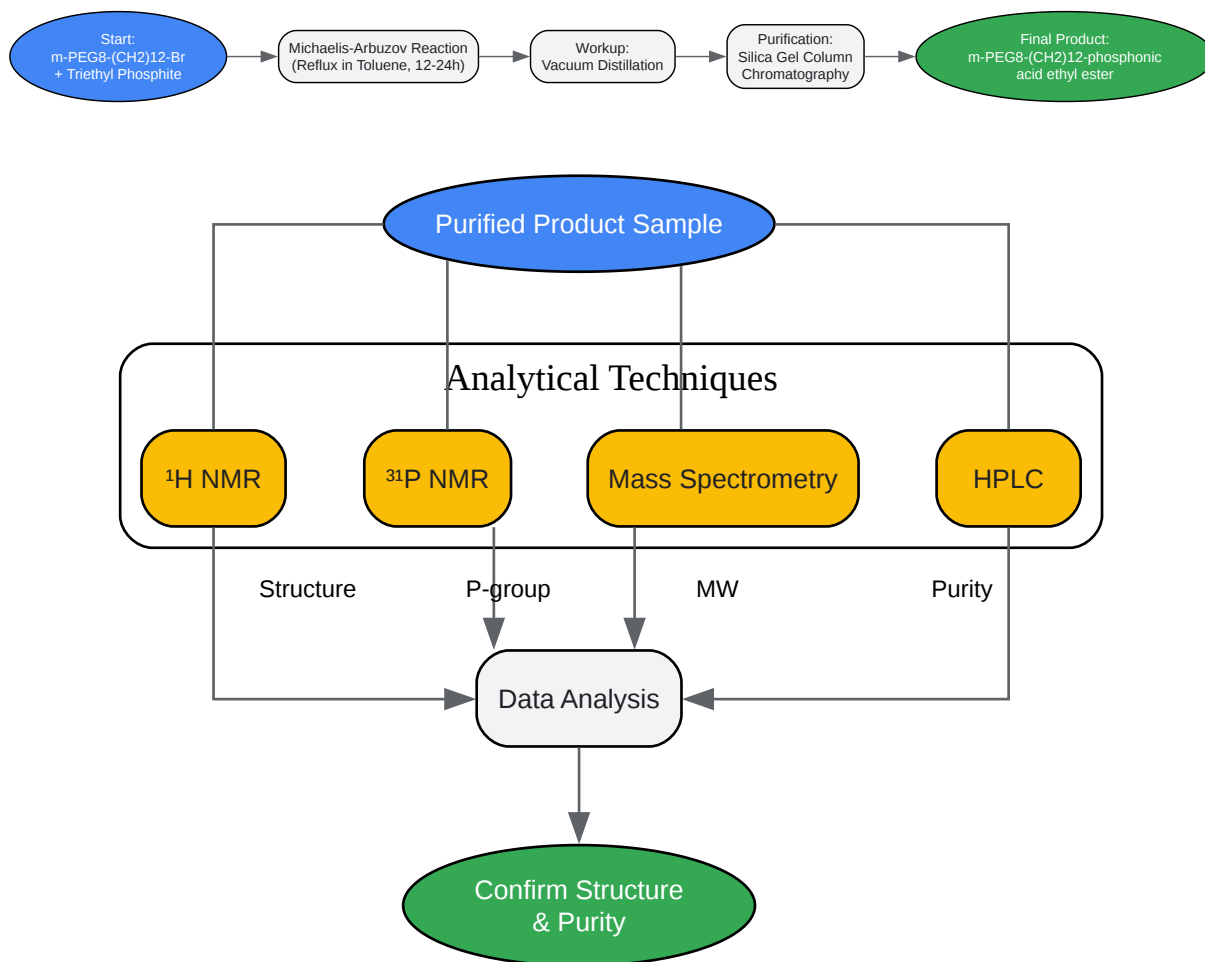 Start:
m-PEG8-(CH2)12-Br
+ Triethyl Phosphite
Michaelis-Arbuzov Reaction
(Reflux in Toluene, 12-24h)
Workup:
Vacuum Distillation
Purification:
Silica Gel Column
Chromatography
Final Product:
m-PEG8-(CH2)12-phosphonic
acid ethyl ester
Purified Product Sample
Analytical Techniques
¹H NMR
³¹P NMR
Mass Spectrometry
HPLC
Structure
P-group
MW
Purity
Data Analysis
Confirm Structure
& Purity